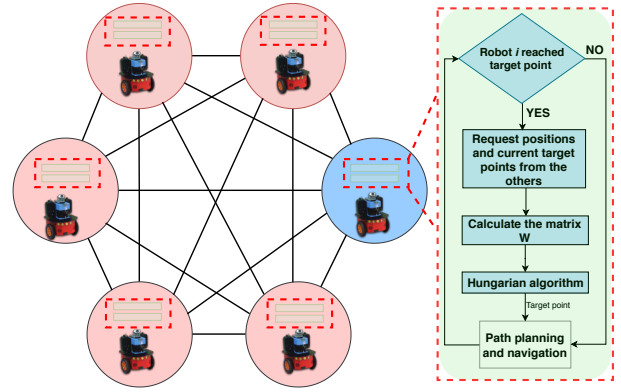 Robot i reached
target point
NO
YES
Request positions
and current target
points from the
others
Calculate the matrix
W
Hungarian algorithm
Target point
Path planning
and navigation